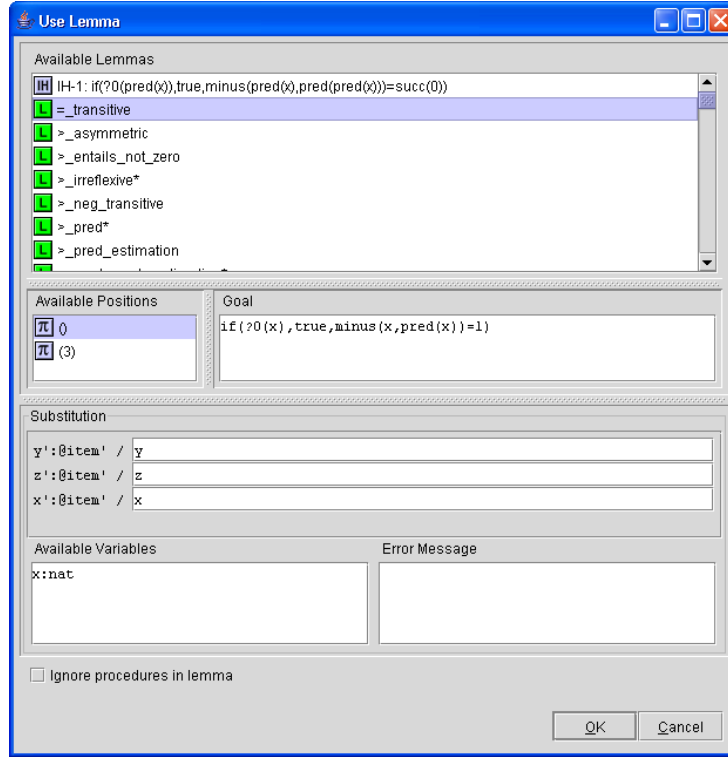 Use Lemma
Available Lemmas
IH IH-1: if(?0(pred(x)),true,minus(pred(x),pred(pred(x)))=succ(0))
L =_transitive
L >_asymmetric
L >_entails_not_zero
L >_irreflexive*
L >_neg_transitive
L >_pred*
L >_pred_estimation
Available Positions
π ()
π (3)
Goal
if(?0(x),true,minus(x,pred(x))=1)
Substitution
y':@item' / y
z':@item' / z
x':@item' / x
Available Variables
x:nat
Error Message
Ignore procedures in lemma
OK Cancel